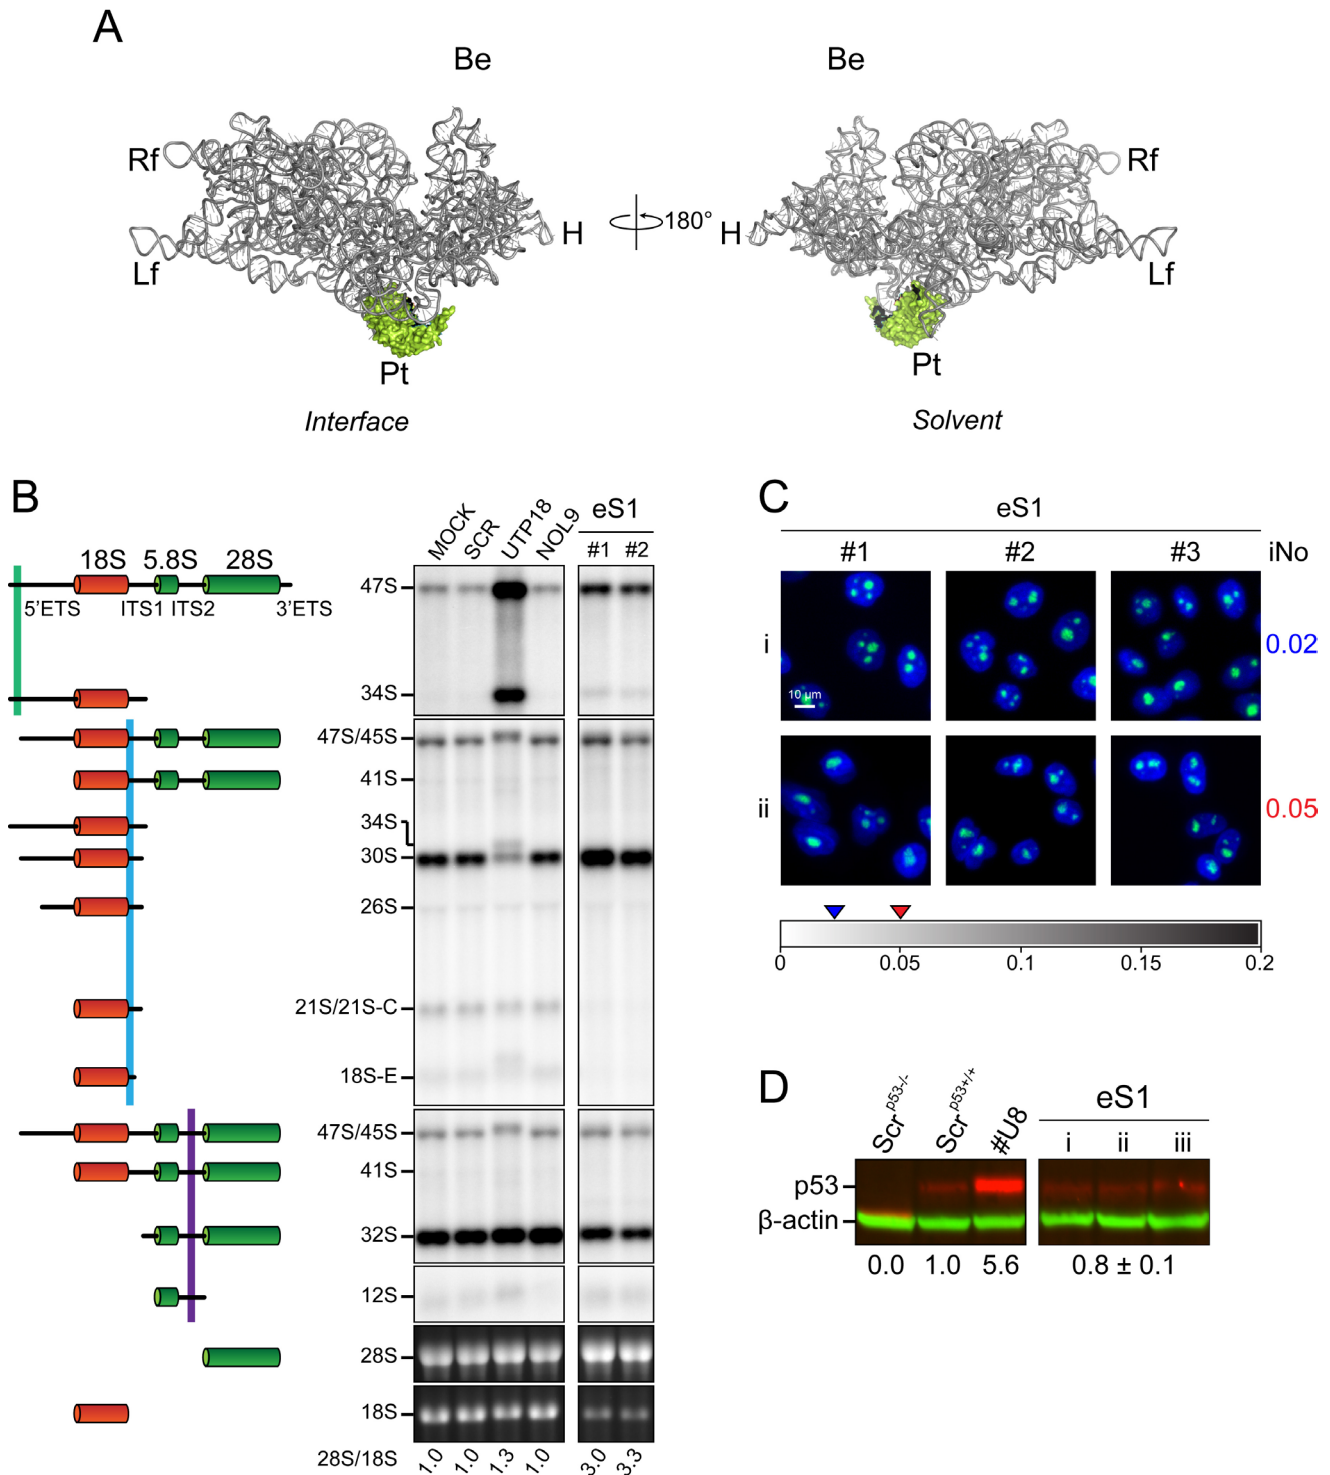 A
Be
Be
Rf
Rf
H
180°
H
Lf
Lf
Pt
Pt
Interface
Solvent
B
MOCK
SCR
UTP18
NOL9
eS1
#1
#2
18S
5.8S
28S
5'ETS
ITS1
ITS2
3'ETS
47S
34S
47S/45S
41S
34S
30S
26S
21S/21S-C
18S-E
47S/45S
41S
32S
12S
28S
18S
28S/18S
1.0
1.0
1.3
1.0
3.0
3.3
C
eS1
#1
#2
#3
iNo
i
10 µm
0.02
ii
0.05
0
0.05
0.1
0.15
0.2
D
Scr p53-/-
Scr p53+/+
#U8
eS1
i
ii
iii
p53
β-actin
0.0
1.0
5.6
0.8 ± 0.1